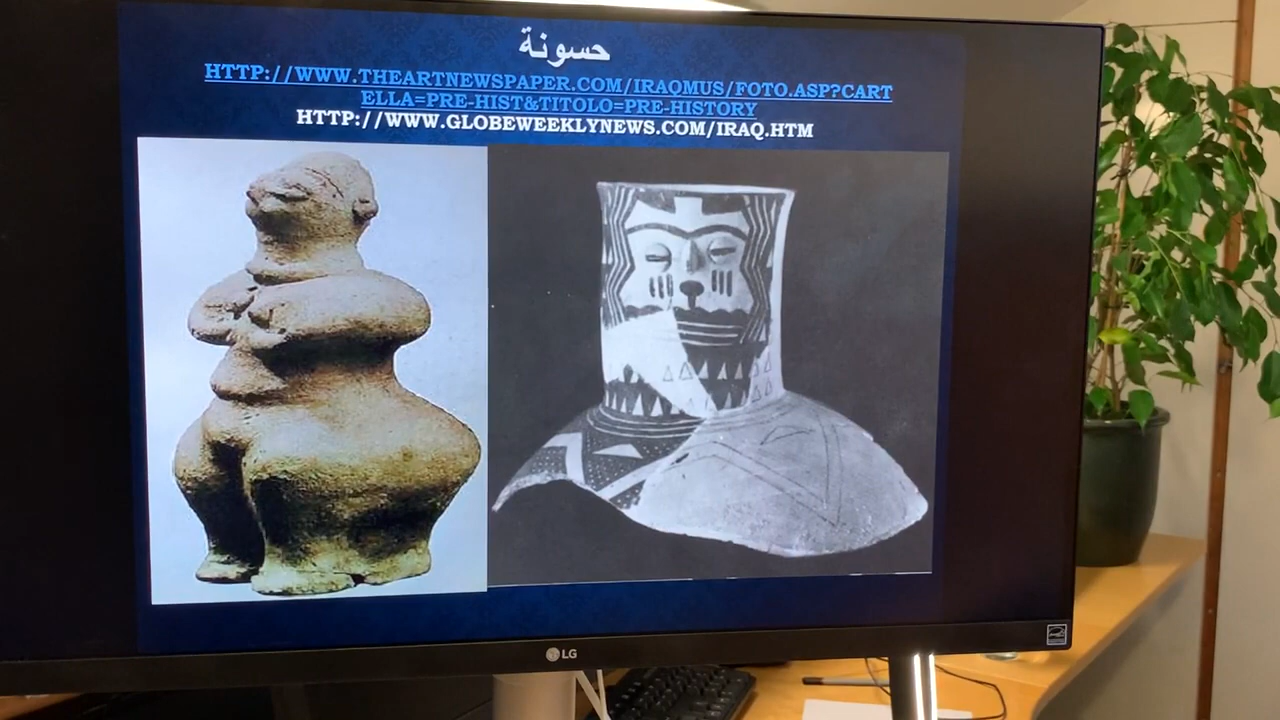 حسونة
HTTP://WWW.THEARTNEWSPAPER.COM/IRAQMUS/FOTO.ASP?CART
ELLA=PRE-HIST&TITOLO=PRE-HISTORY
HTTP://WWW.GLOBEWEEKLYNEWS.COM/IRAQ.HTM
LG